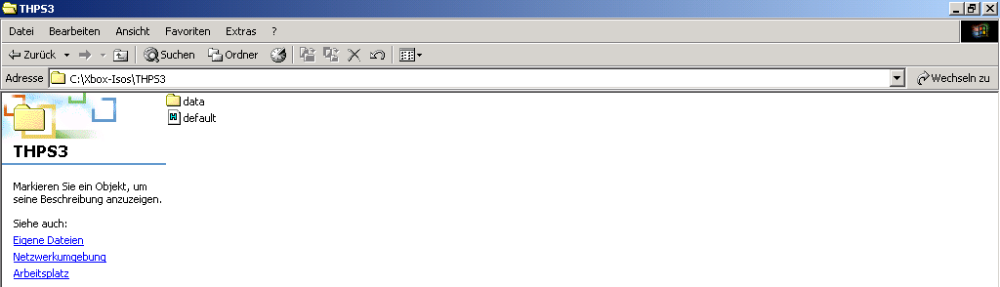 THPS3
Datei Bearbeiten Ansicht Favoriten Extras ?
Zurück Suchen Ordner
Adresse C:\Xbox-Isos\THPS3 Wechseln zu
data
default
THPS3
Markieren Sie ein Objekt, um
seine Beschreibung anzuzeigen.
Siehe auch:
Eigene Dateien
Netzwerkumgebung
Arbeitsplatz